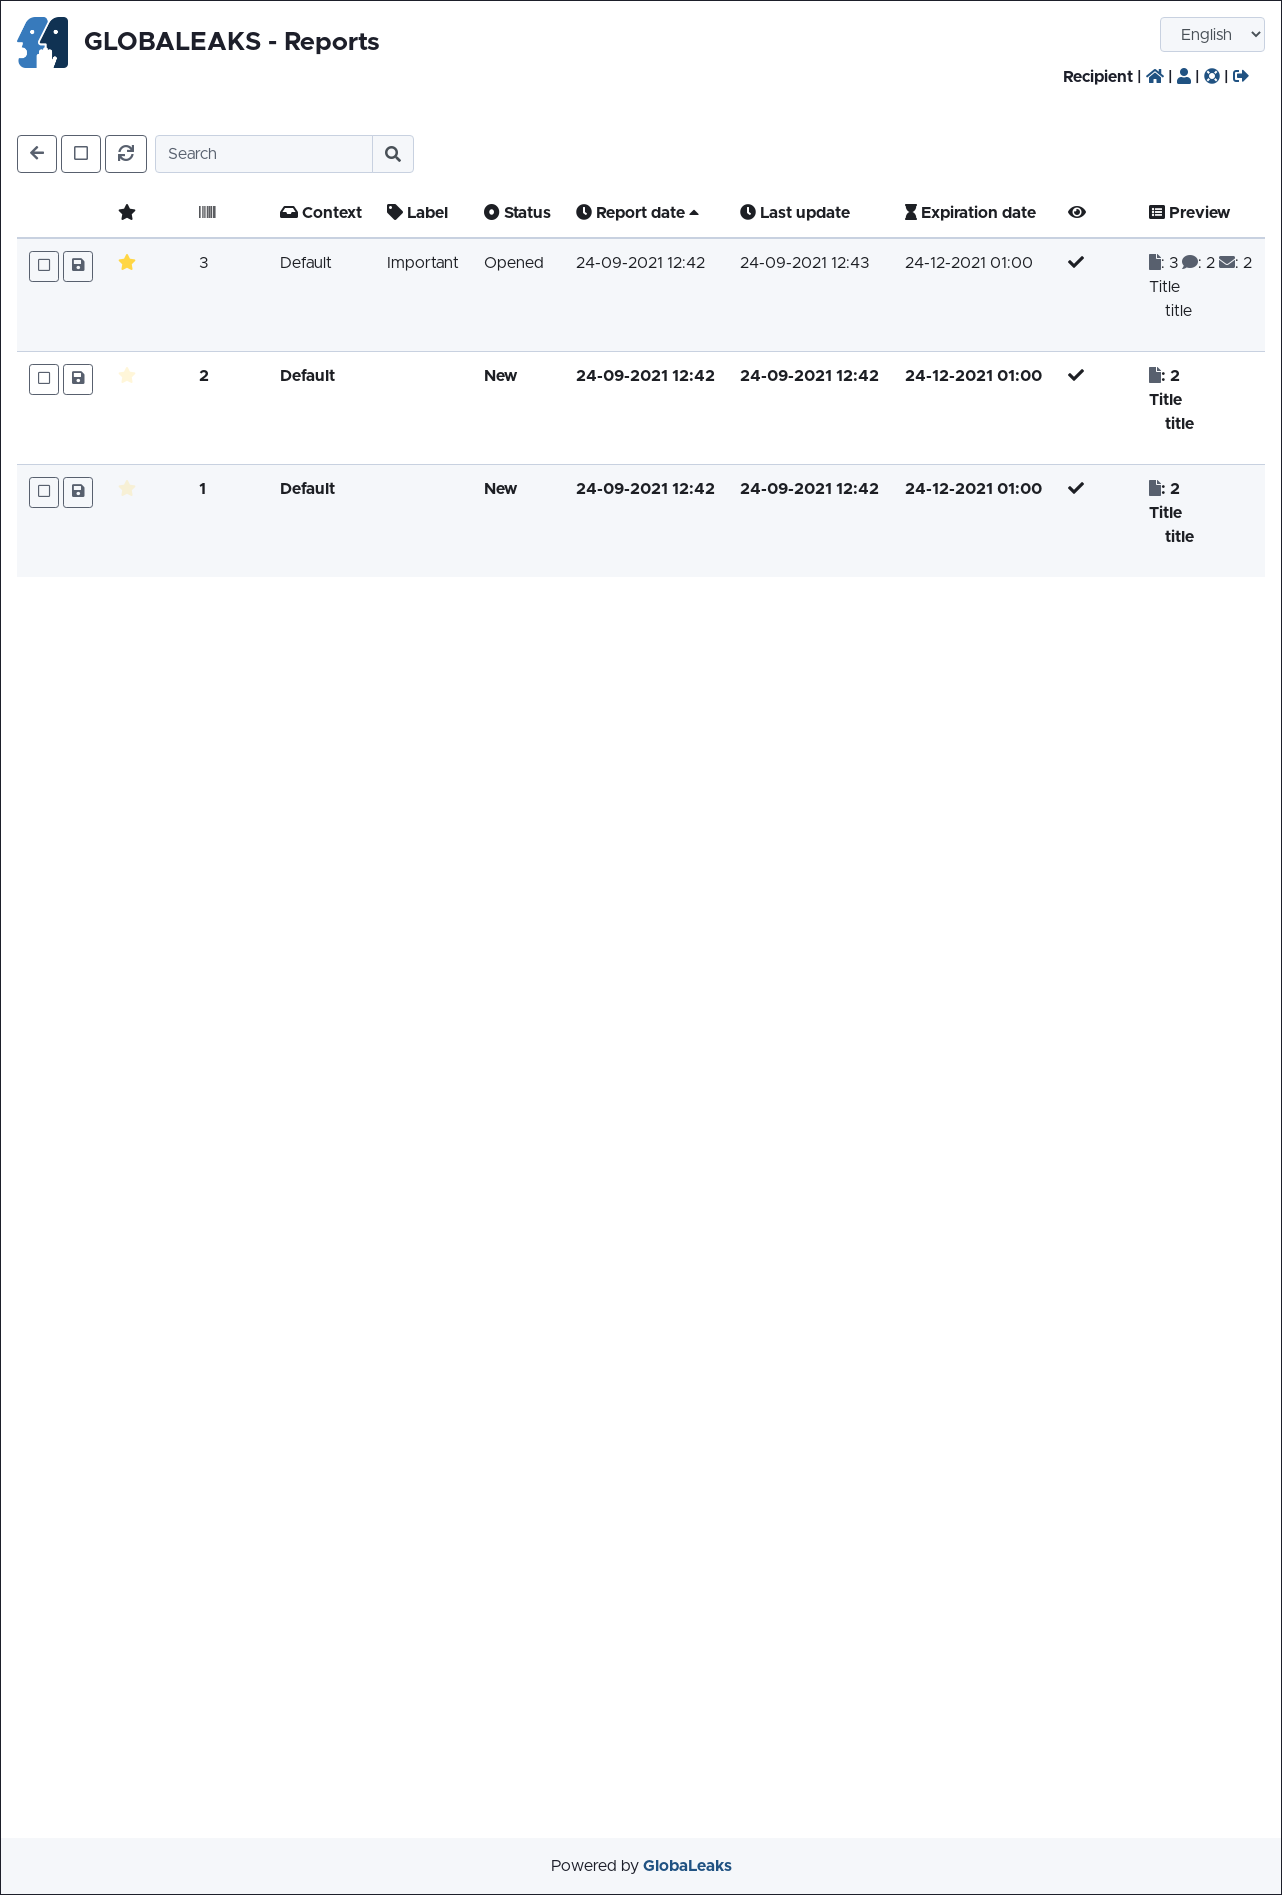 GLOBALEAKS - Reports
English
Recipient | | | |
Search
Context Label Status Report date Last update Expiration date Preview
3 Default Important Opened 24-09-2021 12:42 24-09-2021 12:43 24-12-2021 01:00 : 3 : 2 : 2
Title
title
2 Default New 24-09-2021 12:42 24-09-2021 12:42 24-12-2021 01:00 : 2
Title
title
1 Default New 24-09-2021 12:42 24-09-2021 12:42 24-12-2021 01:00 : 2
Title
title
Powered by GlobaLeaks